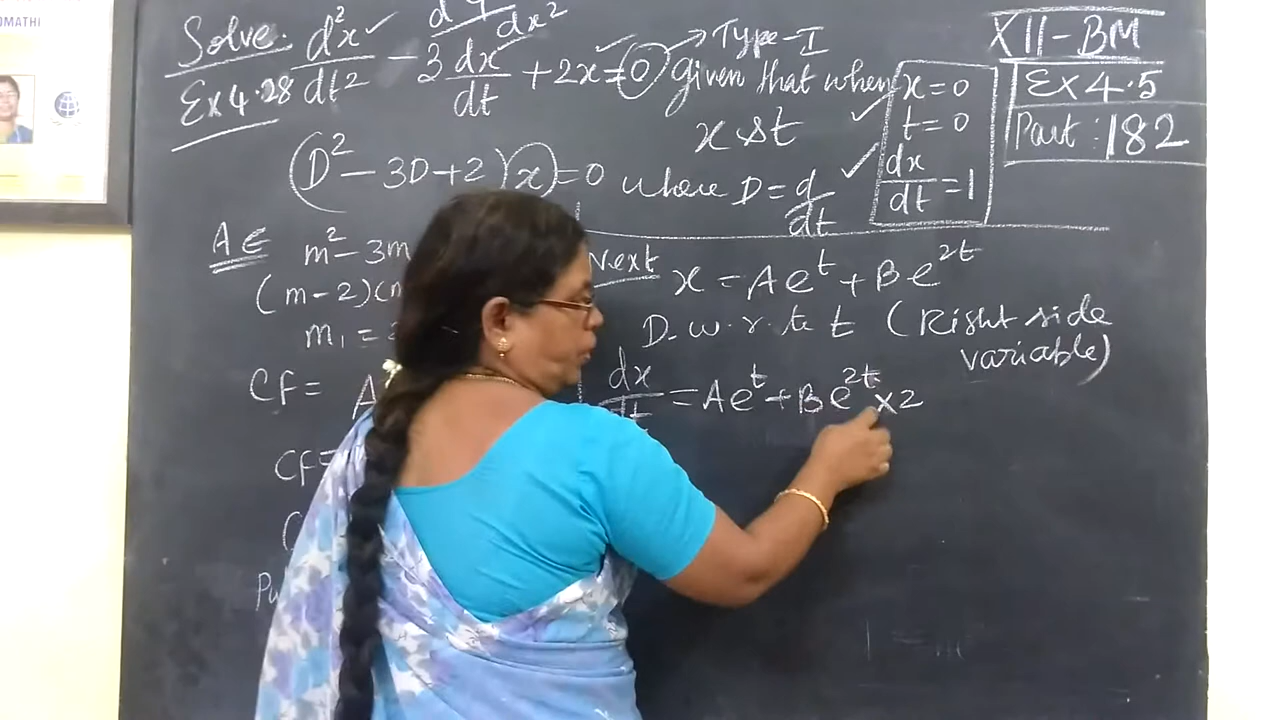 OMATHI
Solve. d²x/dt² - 3 dx/dt + 2x = 0 → Type-I
dx²
Ex 4.28
given that when x = 0
t = 0
dx/dt = 1
x & t
XII-BM
Ex 4.5
Part: 182
(D² - 3D + 2)(x) = 0 where D = d/dt
AE m² - 3m
(m-2)(m
m₁ =
CF = A
CF =
Next x = Ae^t + Be^2t
D. w. r. to t (Right side
variable)
dx/dt = Ae^t + Be^2t × 2